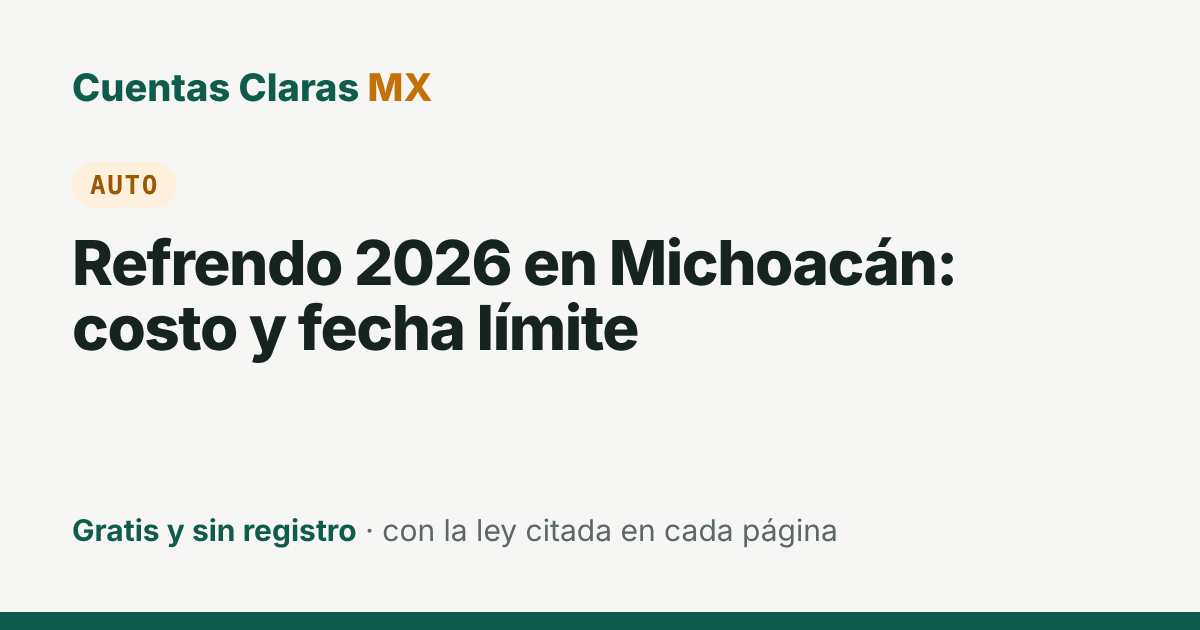 Cuentas Claras MX
AUTO
Refrendo 2026 en Michoacán:
costo y fecha límite
Gratis y sin registro · con la ley citada en cada página